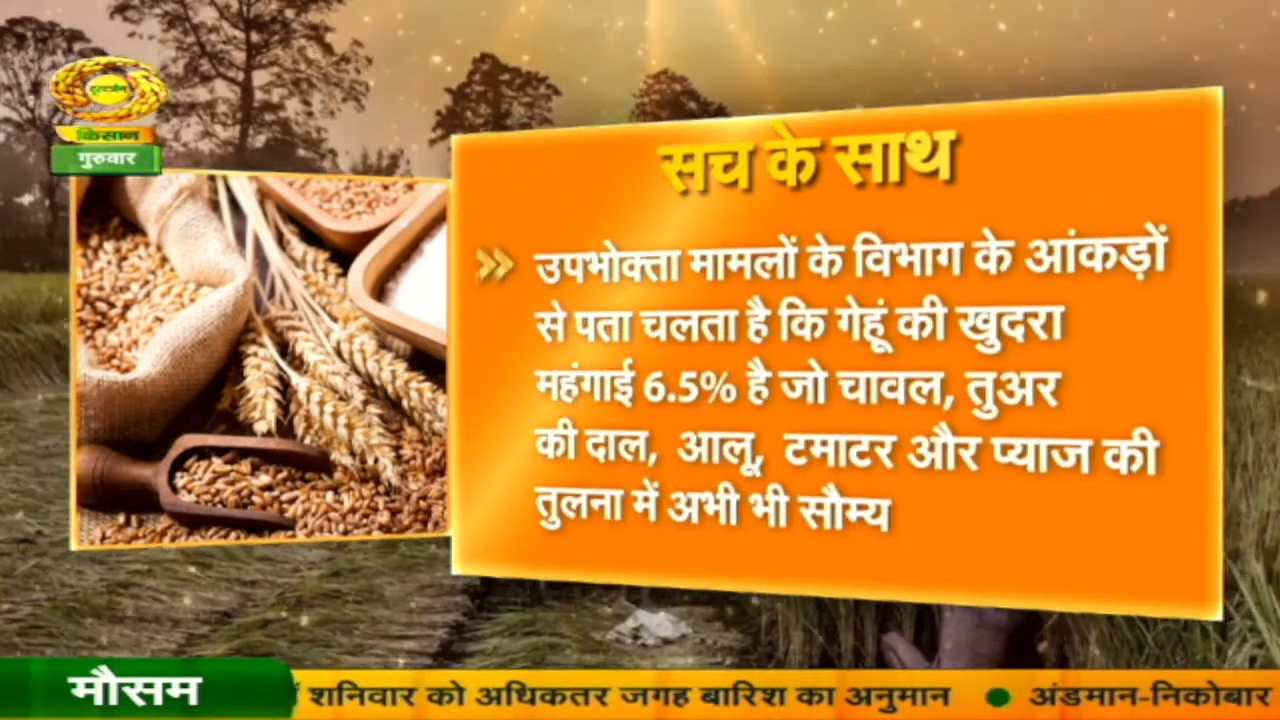 दूरदर्शन
किसान
गुरुवार
सच के साथ
उपभोक्ता मामलों के विभाग के आंकड़ों
से पता चलता है कि गेहूं की खुदरा
महंगाई 6.5% है जो चावल, तुअर
की दाल, आलू, टमाटर और प्याज की
तुलना में अभी भी सौम्य
मौसम
शनिवार को अधिकतर जगह बारिश का अनुमान ● अंडमान-निकोबार